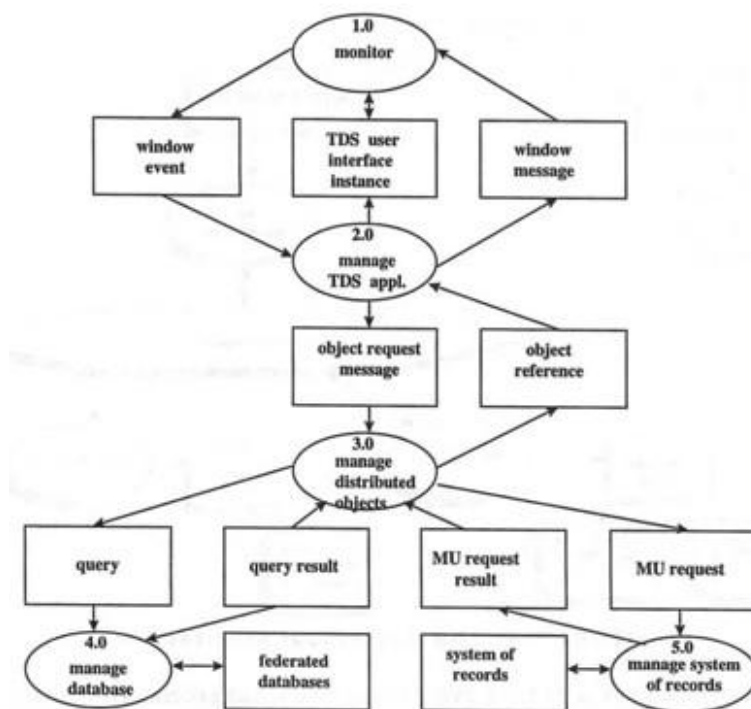 1.0
monitor
window
event
TDS user
interface
instance
window
message
2.0
manage
TDS appl.
object request
message
object
reference
3.0
manage
distributed
objects
query
query result
MU request
result
MU request
4.0
manage
database
federated
databases
system of
records
5.0
manage system
of records